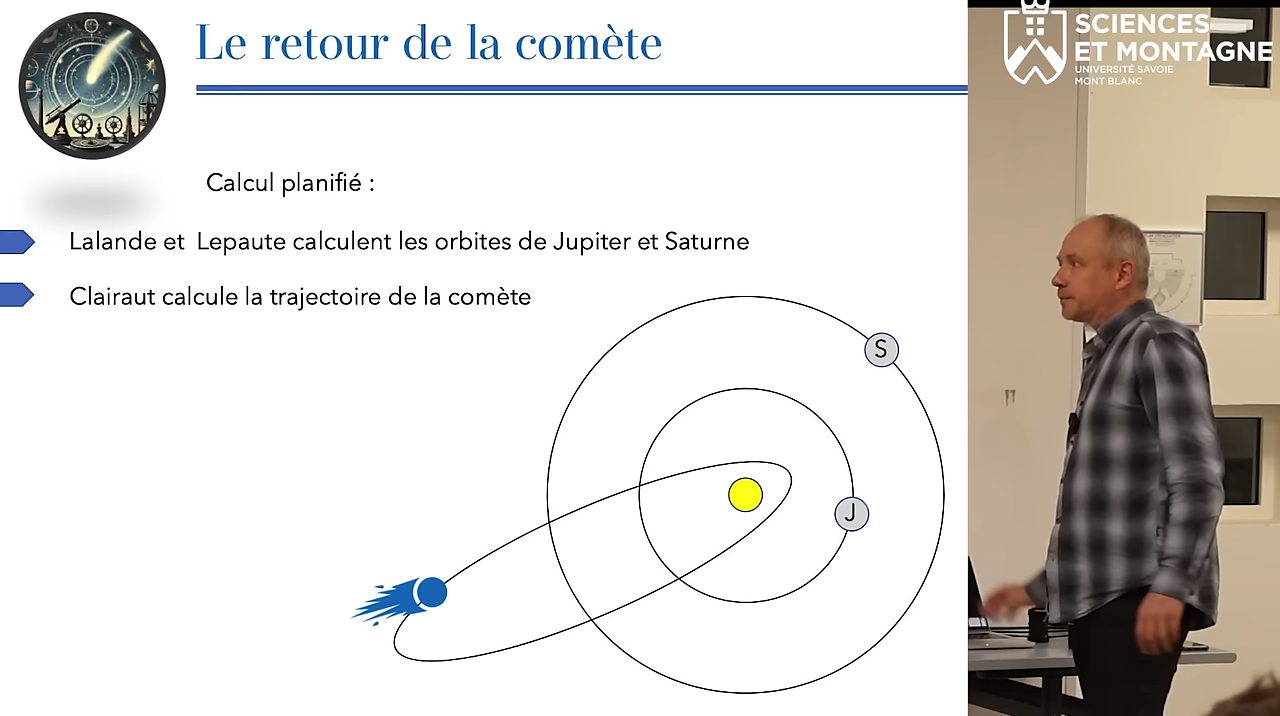 Le retour de la comète
Calcul planifié :
Lalande et Lepaute calculent les orbites de Jupiter et Saturne
Clairaut calcule la trajectoire de la comète
S
J
SCIENCES
ET MONTAGNE
UNIVERSITÉ SAVOIE
MONT BLANC